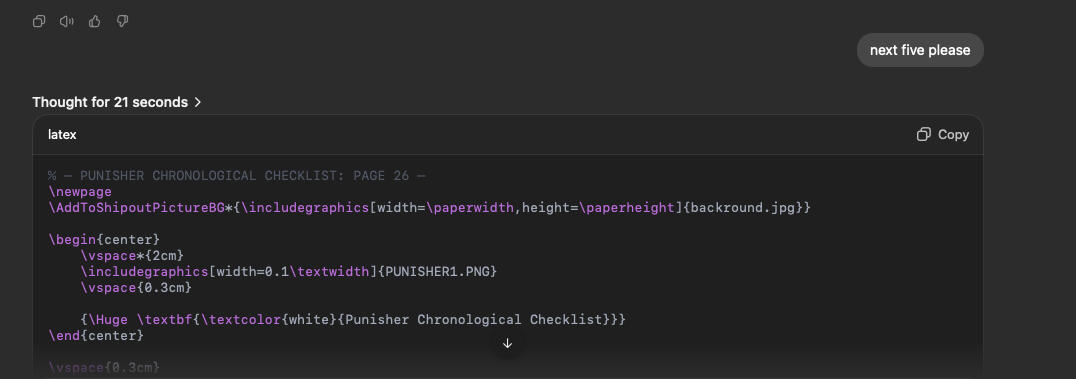 next five please
Thought for 21 seconds
latex
Copy
% — PUNISHER CHRONOLOGICAL CHECKLIST: PAGE 26 —
\newpage
\AddToShipoutPictureBG*{\includegraphics[width=\paperwidth,height=\paperheight]{backround.jpg}}
\begin{center}
    \vspace*{2cm}
    \includegraphics[width=0.1\textwidth]{PUNISHER1.PNG}
    \vspace{0.3cm}
    {\Huge \textbf{\textcolor{white}{Punisher Chronological Checklist}}}
\end{center}
\vspace{0.3cm}